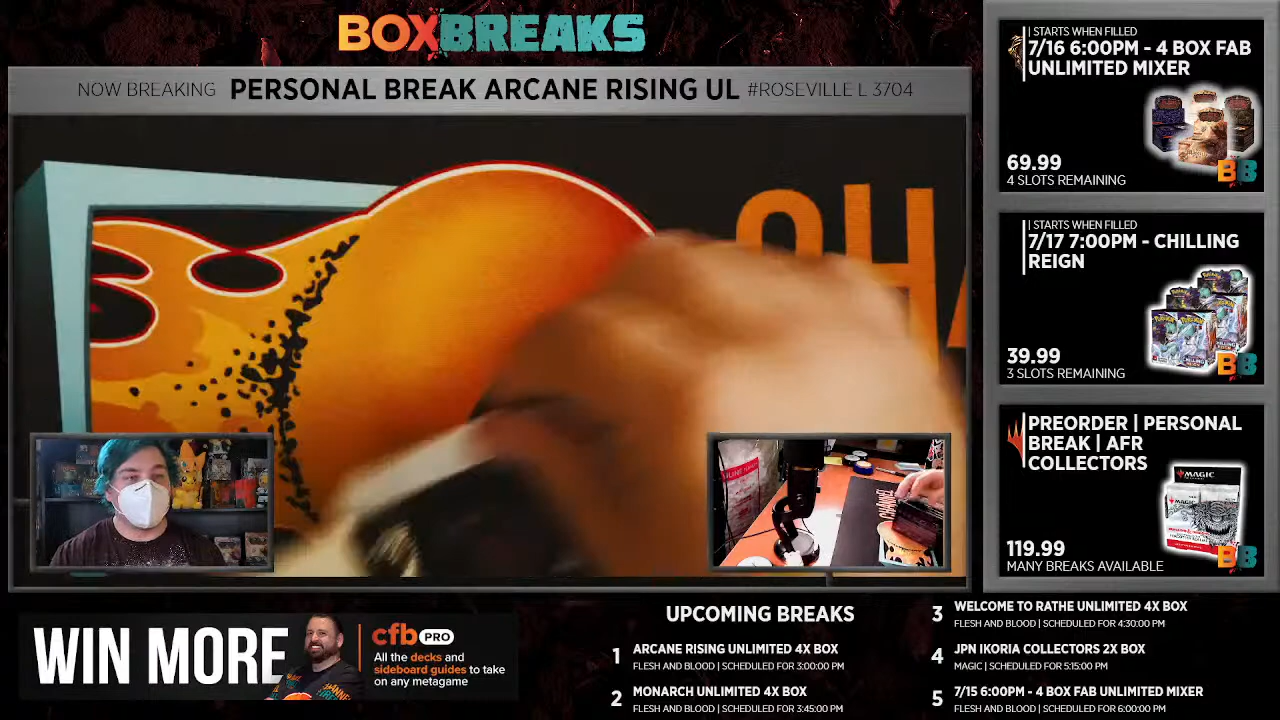 BOXBREAKS
NOW BREAKING PERSONAL BREAK ARCANE RISING UL #ROSEVILLE L 3704
CHA
CHANNEL
| STARTS WHEN FILLED
7/16 6:00PM - 4 BOX FAB
UNLIMITED MIXER
69.99
4 SLOTS REMAINING
BB
| STARTS WHEN FILLED
7/17 7:00PM - CHILLING
REIGN
39.99
3 SLOTS REMAINING
BB
PREORDER | PERSONAL
BREAK | AFR
COLLECTORS
MAGIC
119.99
MANY BREAKS AVAILABLE
BB
WIN MORE
cfb PRO
All the decks and
sideboard guides to take
on any metagame
UPCOMING BREAKS
1 ARCANE RISING UNLIMITED 4X BOX
FLESH AND BLOOD | SCHEDULED FOR 3:00:00 PM
2 MONARCH UNLIMITED 4X BOX
FLESH AND BLOOD | SCHEDULED FOR 3:45:00 PM
3 WELCOME TO RATHE UNLIMITED 4X BOX
FLESH AND BLOOD | SCHEDULED FOR 4:30:00 PM
4 JPN IKORIA COLLECTORS 2X BOX
MAGIC | SCHEDULED FOR 5:15:00 PM
5 7/15 6:00PM - 4 BOX FAB UNLIMITED MIXER
FLESH AND BLOOD | SCHEDULED FOR 6:00:00 PM